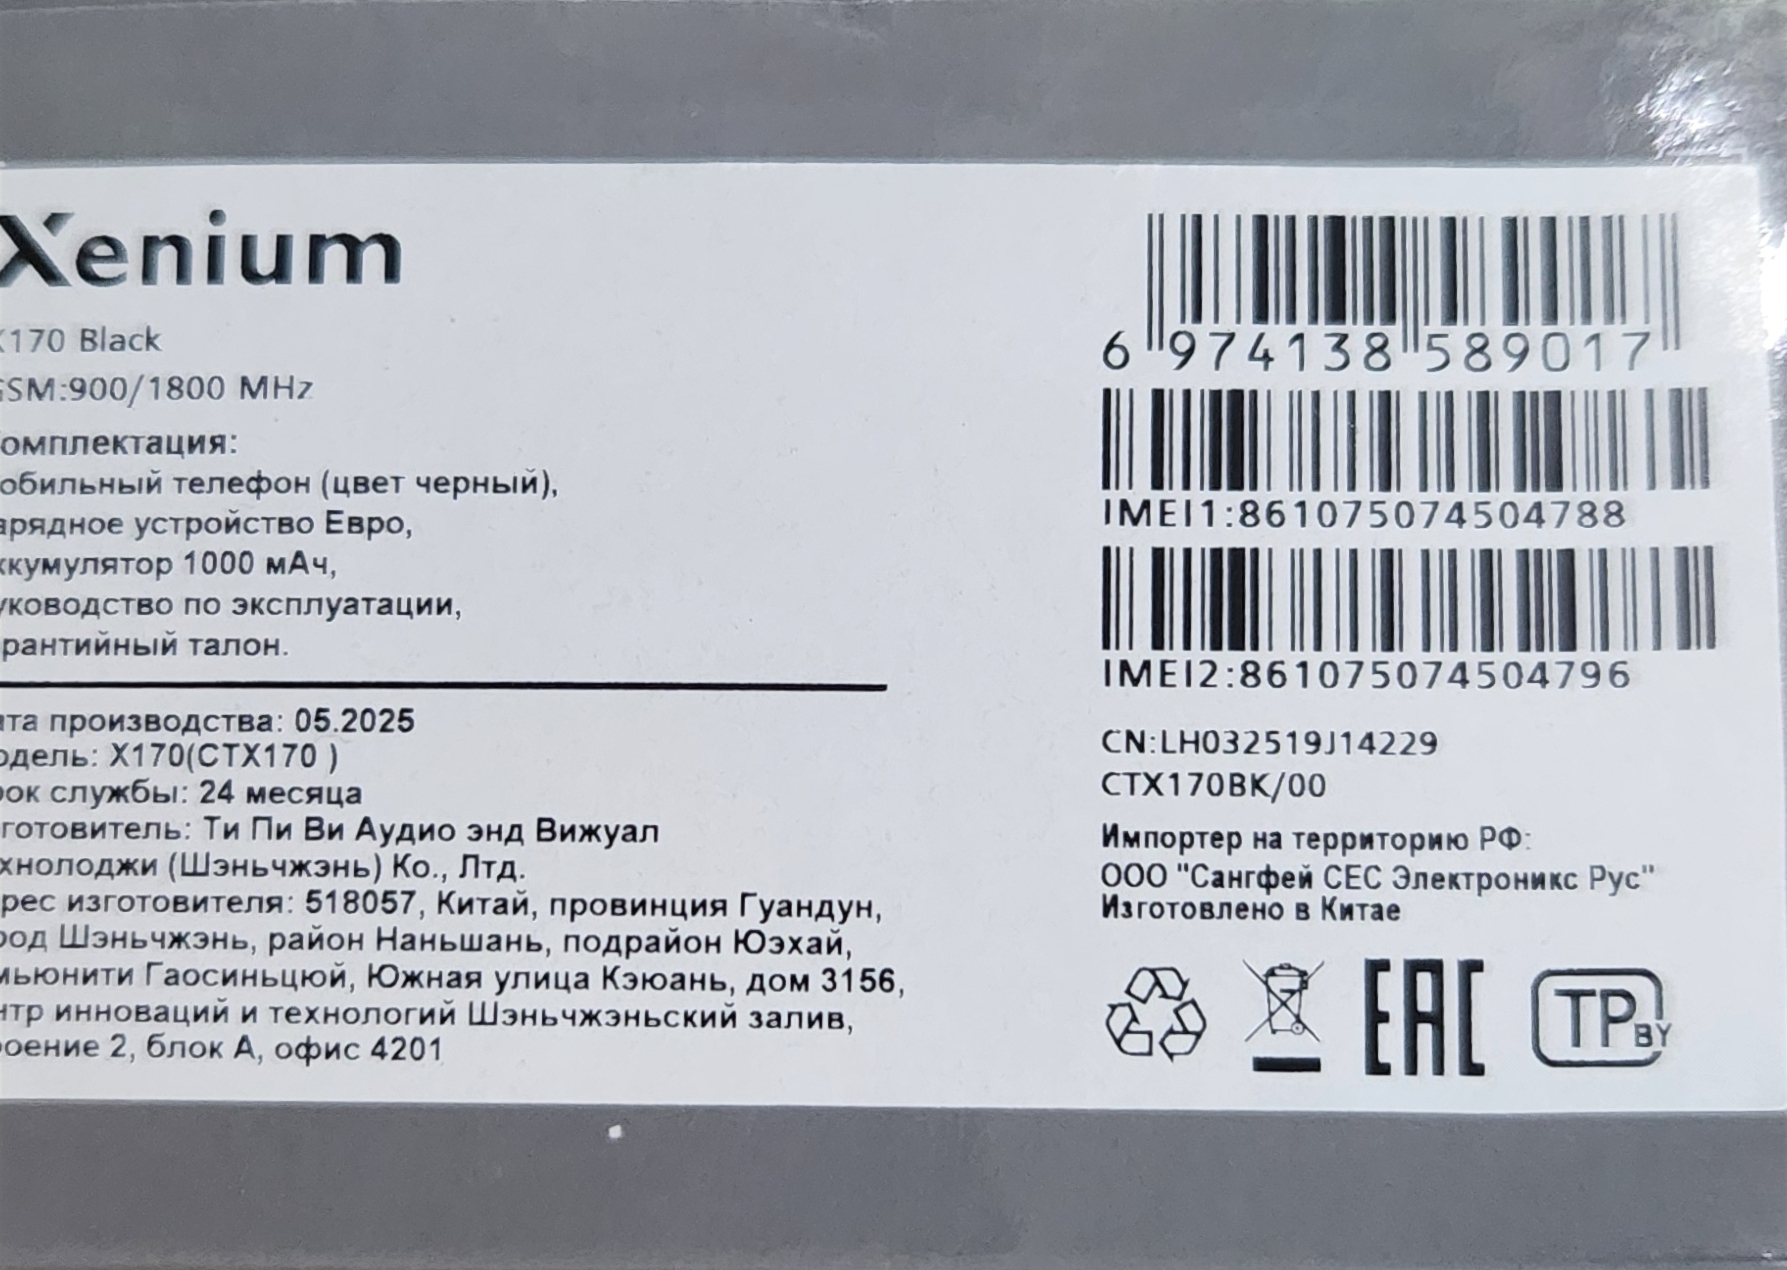 Xenium
X170 Black
GSM:900/1800 MHz
омплектация:
обильный телефон (цвет черный),
арядное устройство Евро,
ккумулятор 1000 мАч,
уководство по эксплуатации,
рантийный талон.
ата производства: 05.2025
одель: X170(CTX170 )
рок службы: 24 месяца
готовитель: Ти Пи Ви Аудио энд Вижуал
хнолоджи (Шэньчжэнь) Ко., Лтд.
рес изготовителя: 518057, Китай, провинция Гуандун,
род Шэньчжэнь, район Наньшань, подрайон Юэхай,
мьюнити Гаосиньцюй, Южная улица Кэюань, дом 3156,
нтр инноваций и технологий Шэньчжэньский залив,
роение 2, блок А, офис 4201
6 974138 589017
IMEI1:861075074504788
IMEI2:861075074504796
CN:LH032519J14229
CTX170BK/00
Импортер на территорию РФ:
ООО "Сангфей СЕС Электроникс Рус"
Изготовлено в Китае
EAC
TP BY